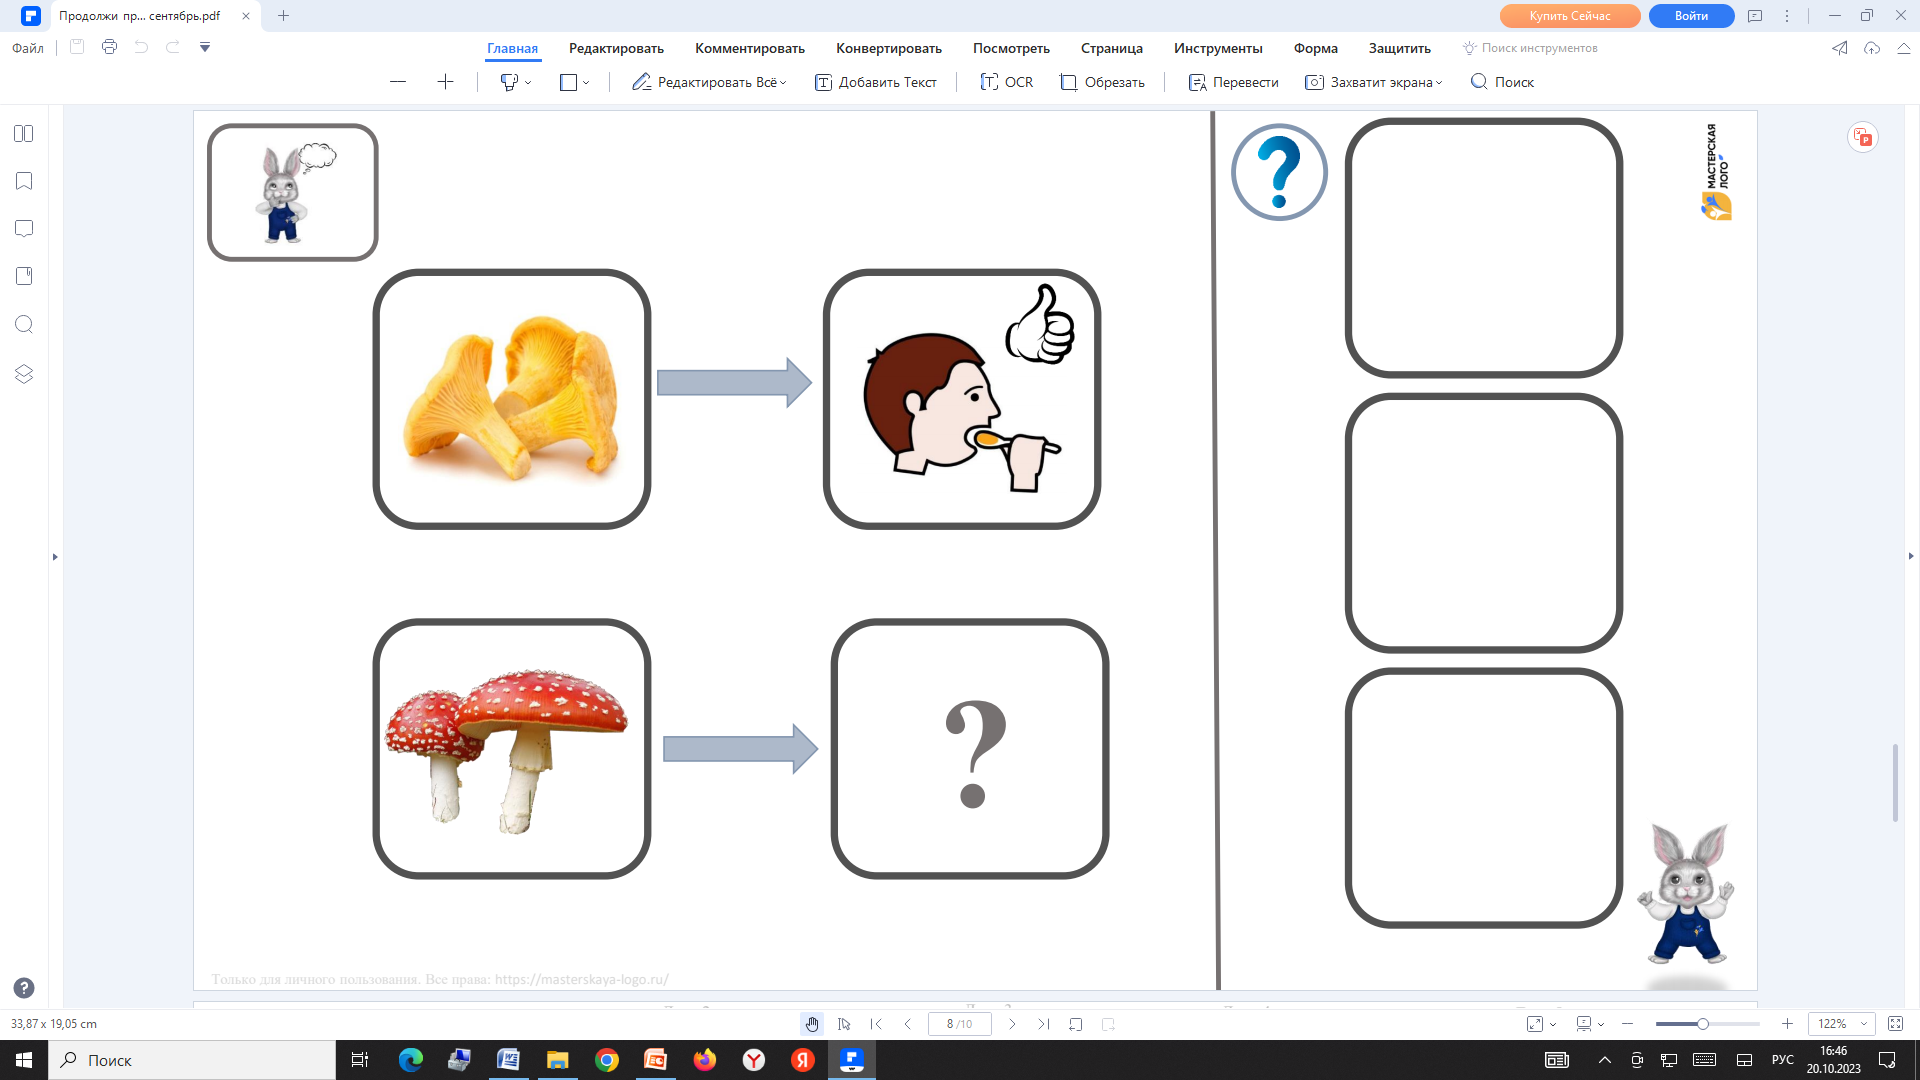 Продолжи пр... сентябрь.pdf
Купить Сейчас
Войти
Файл
Главная
Редактировать
Комментировать
Конвертировать
Посмотреть
Страница
Инструменты
Форма
Защитить
Поиск инструментов
Редактировать Всё
Добавить Текст
OCR
Обрезать
Перевести
Захватит экрана
Поиск
?
МАСТЕРСКАЯ
ЛОГО
?
Только для личного пользования. Все права: https://masterskaya-logo.ru/
33,87 x 19,05 cm
8 /10
122%
Поиск
РУС
16:46
20.10.2023